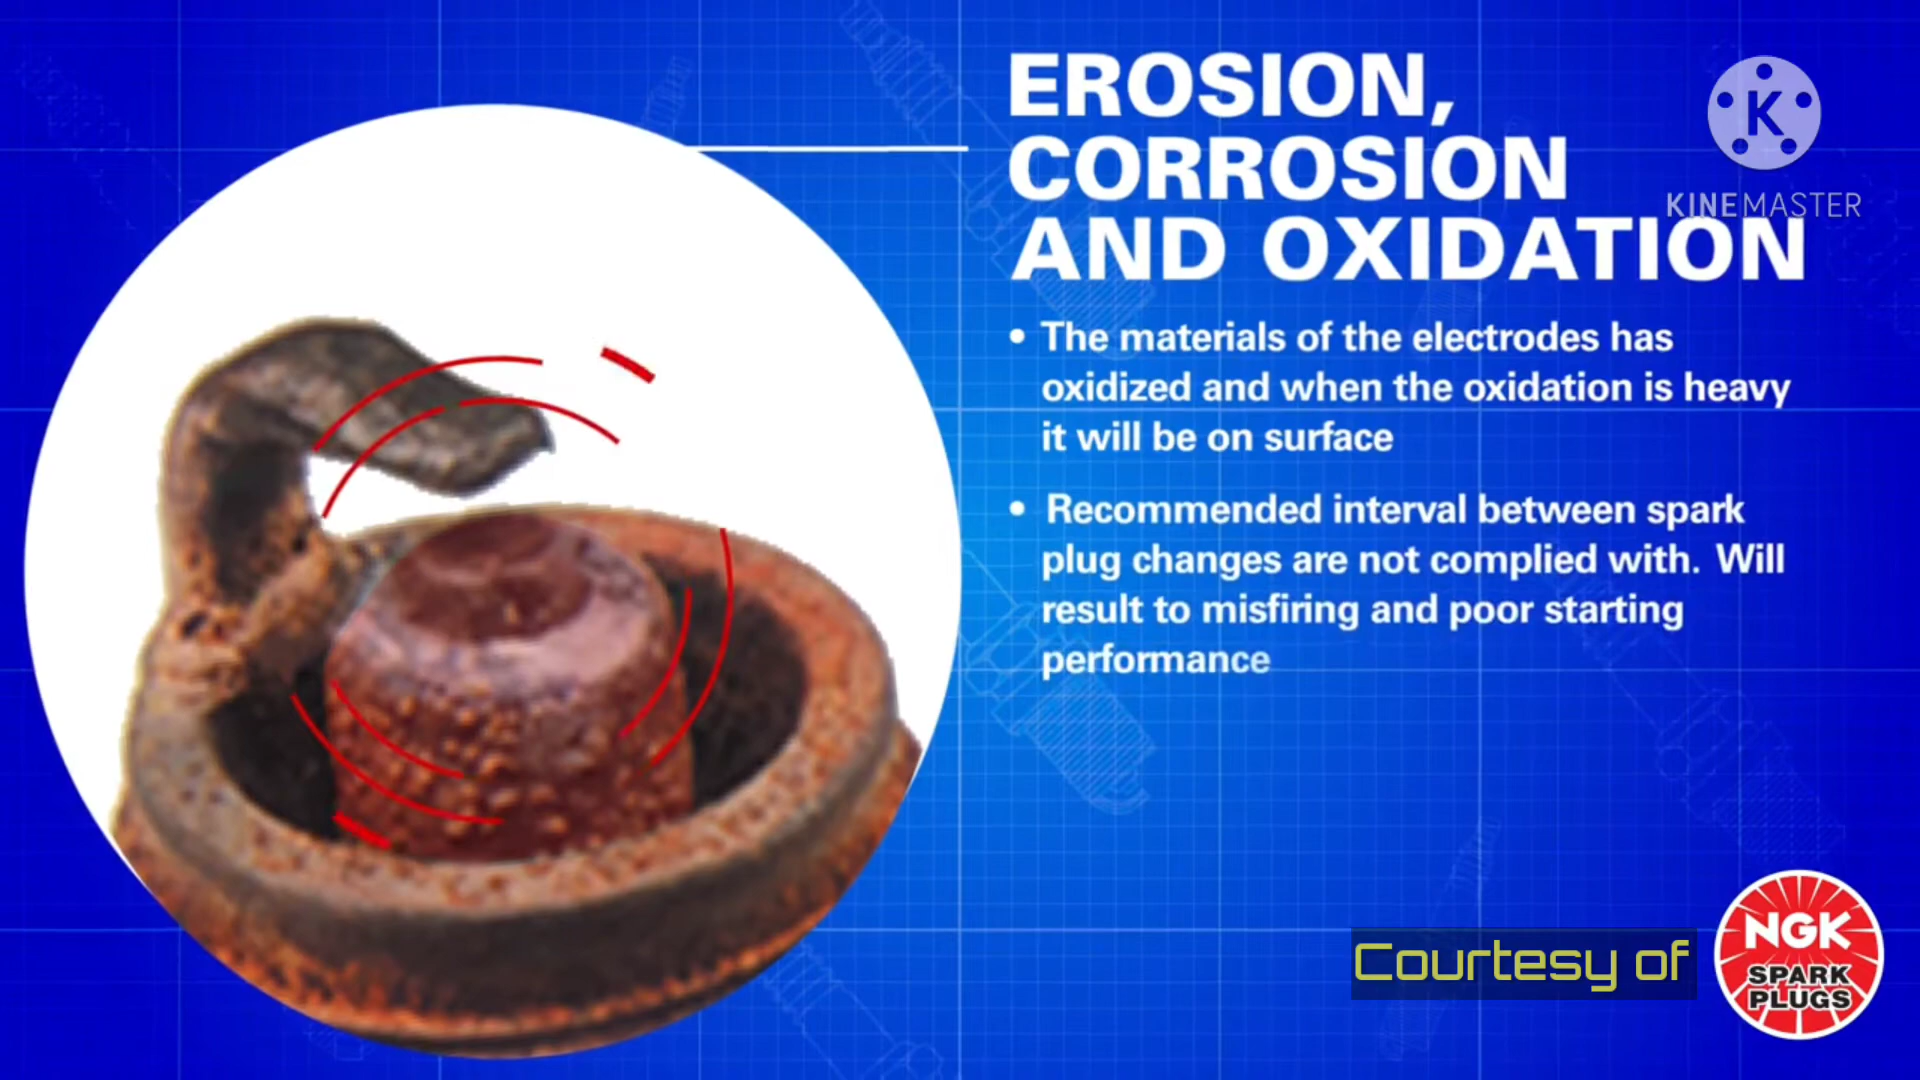 EROSION,
CORROSION
AND OXIDATION
K
KINEMASTER
• The materials of the electrodes has
oxidized and when the oxidation is heavy
it will be on surface
• Recommended interval between spark
plug changes are not complied with. Will
result to misfiring and poor starting
performance
Courtesy of
NGK
SPARK
PLUGS